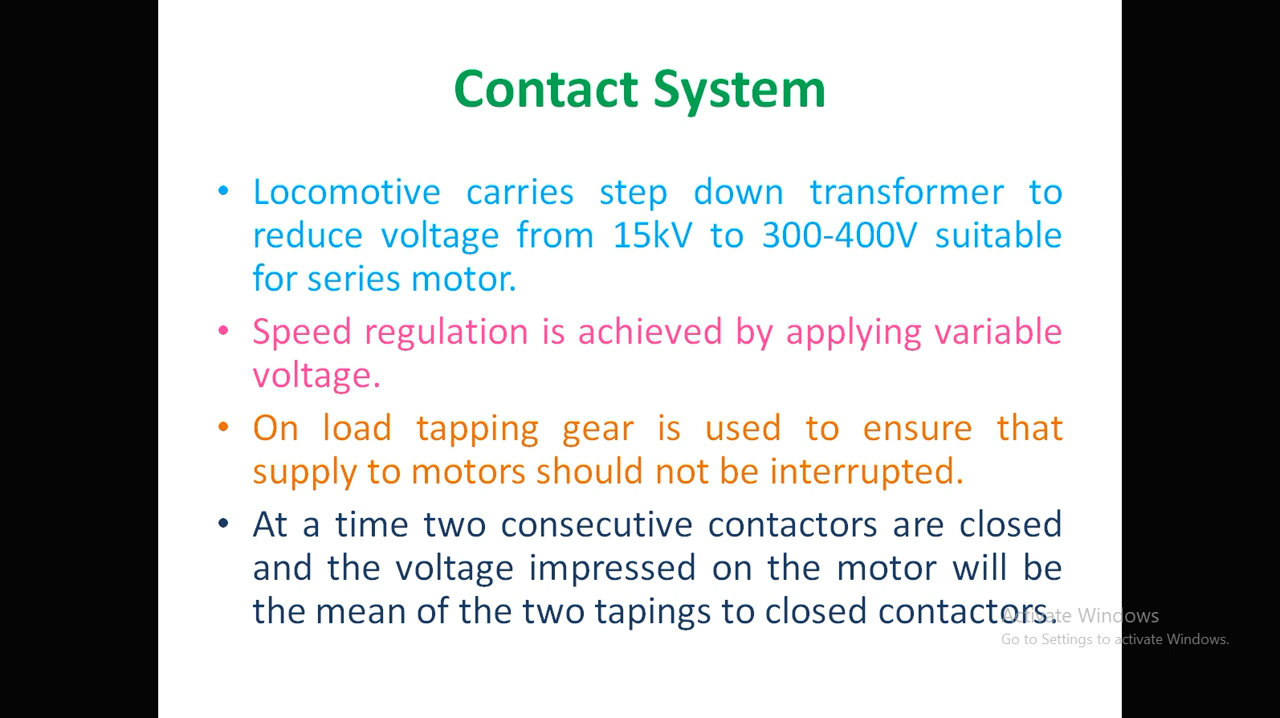 Contact System
• Locomotive carries step down transformer to
reduce voltage from 15kV to 300-400V suitable
for series motor.
• Speed regulation is achieved by applying variable
voltage.
• On load tapping gear is used to ensure that
supply to motors should not be interrupted.
• At a time two consecutive contactors are closed
and the voltage impressed on the motor will be
the mean of the two tapings to closed contactors.
Activate Windows
Go to Settings to activate Windows.